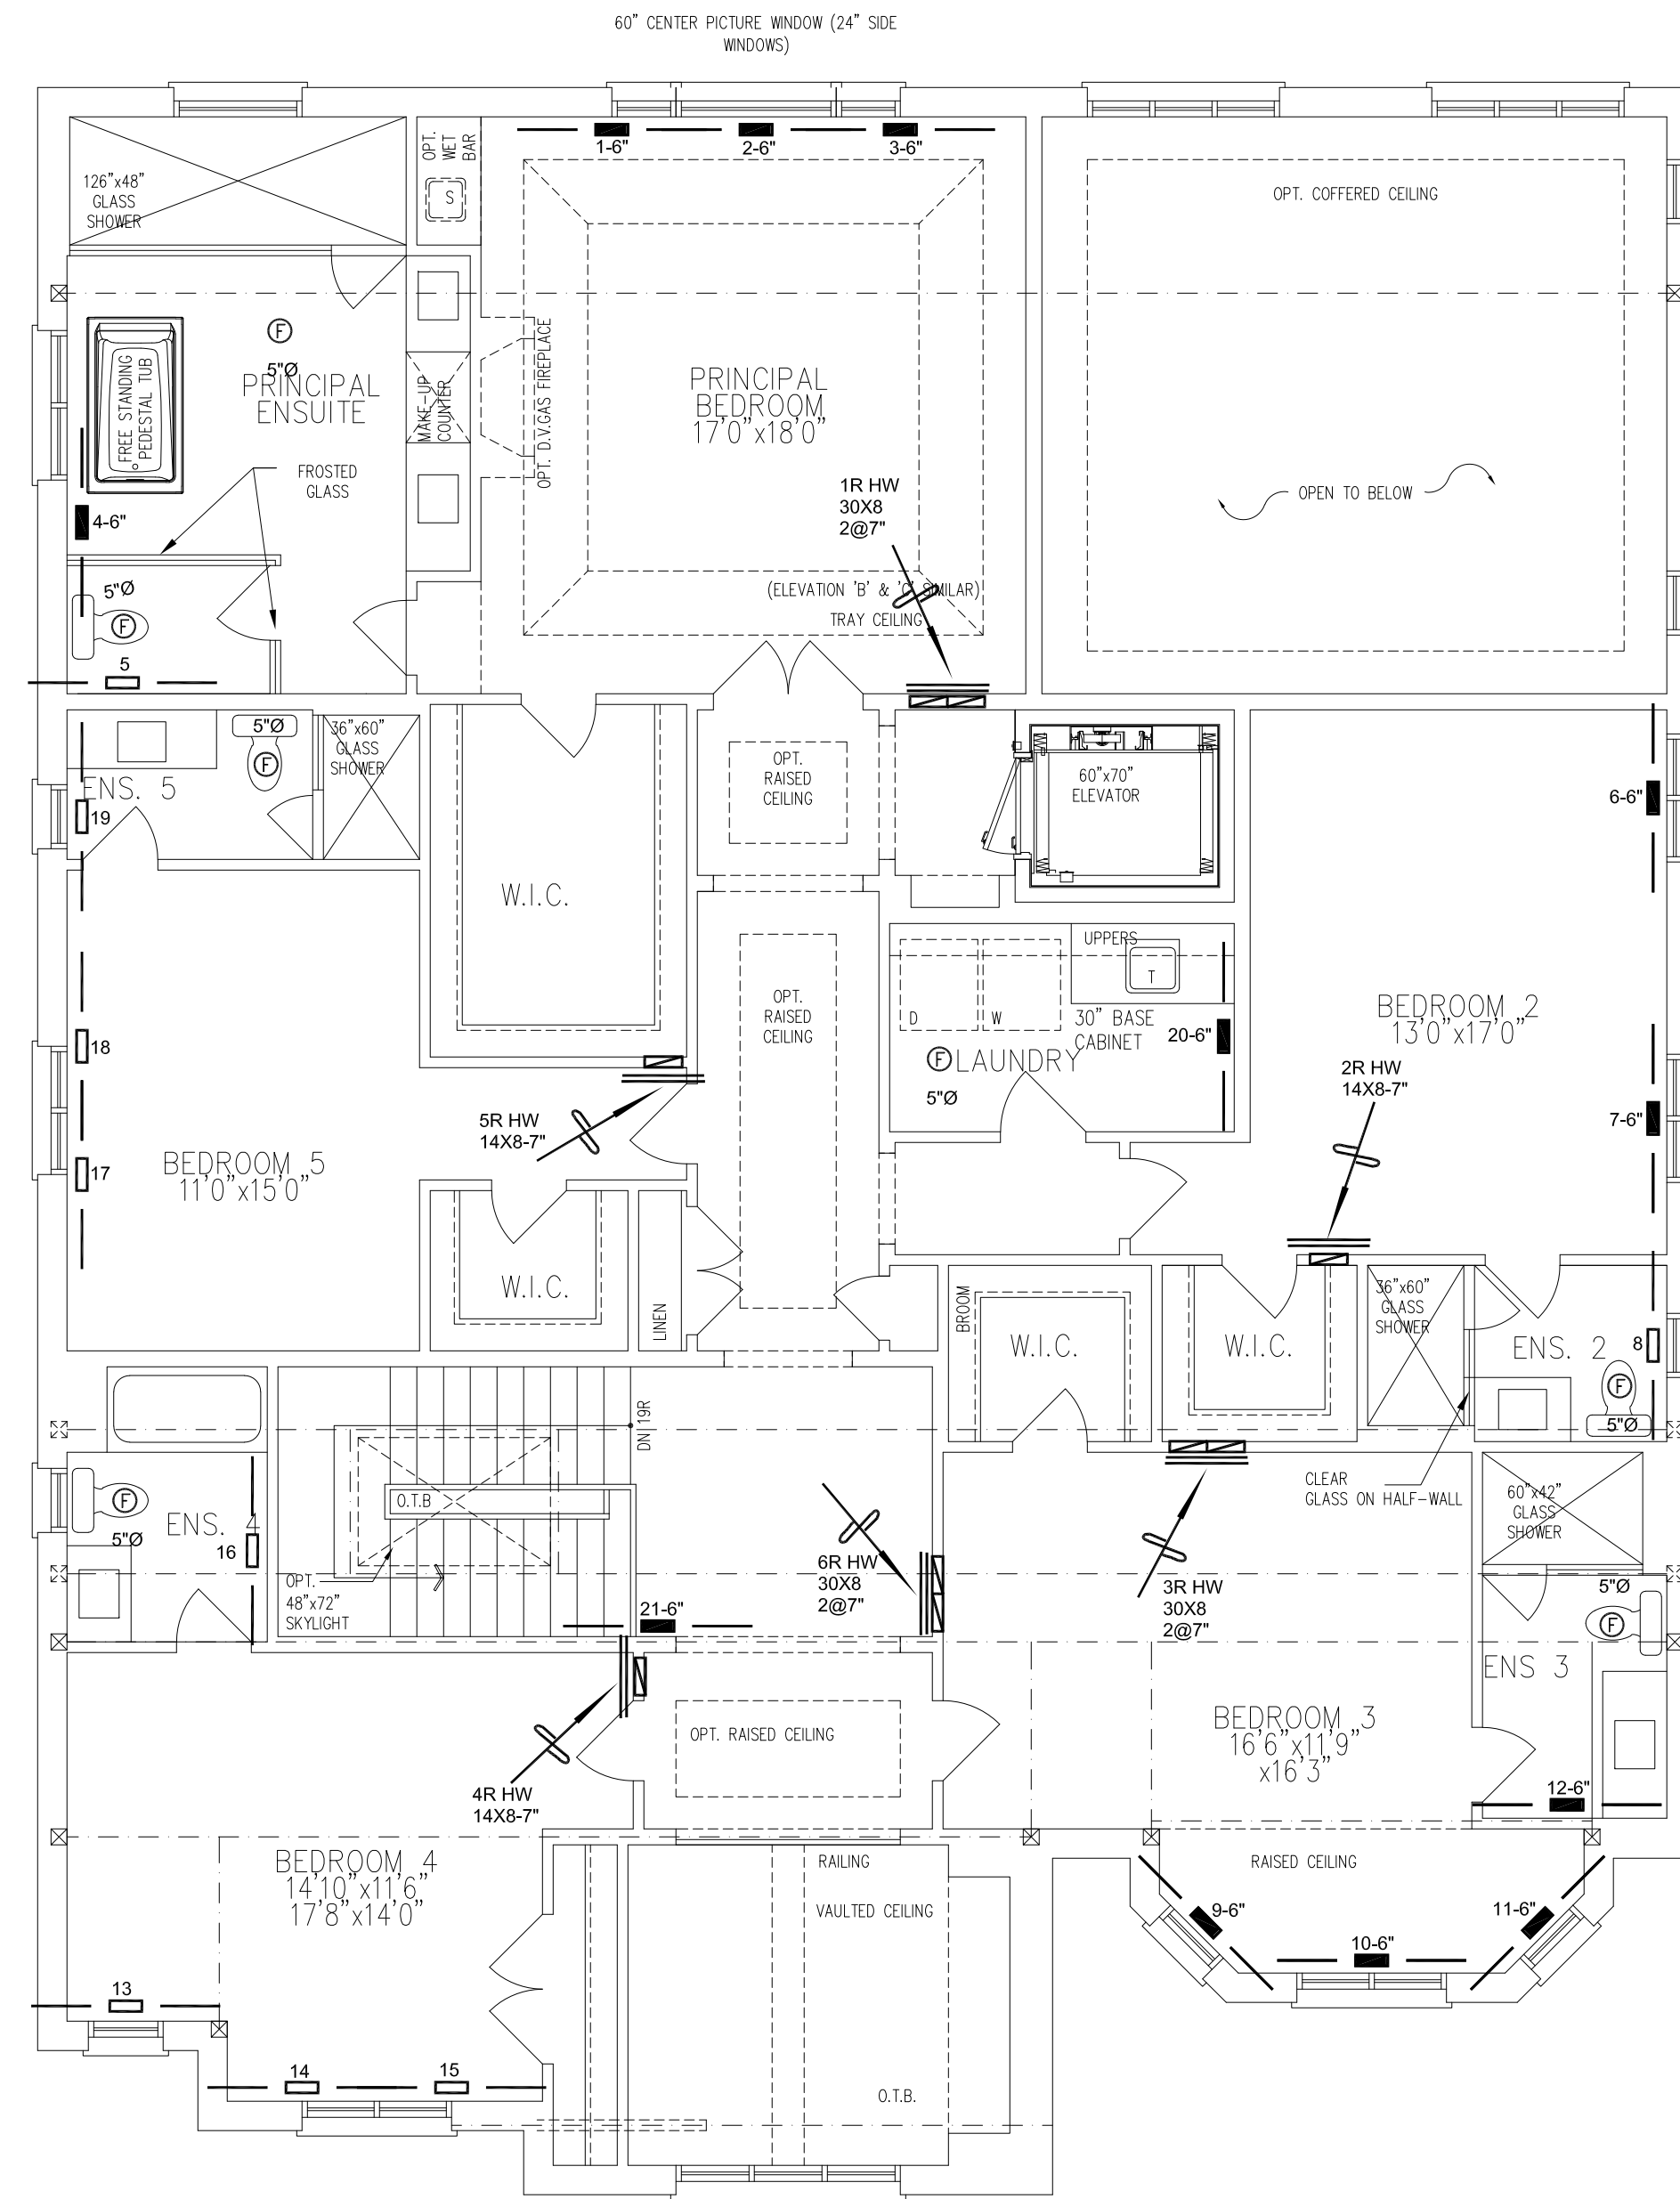 60" CENTER PICTURE WINDOW (24" SIDE
WINDOWS)
1-6"
2-6"
3-6"
OPT.
WET
BAR
S
126"x48"
GLASS
SHOWER
OPT. COFFERED CEILING
F
5"Ø
PRINCIPAL
ENSUITE
FREE STANDING
PEDESTAL TUB
MAKE-UP
COUNTER
OPT. D.V.GAS FIREPLACE
PRINCIPAL
BEDROOM
17'0"x18'0"
FROSTED
GLASS
4-6"
1R HW
30X8
2@7"
OPEN TO BELOW
(ELEVATION 'B' & 'C' SIMILAR)
TRAY CEILING
5"Ø
F
5
5"Ø
F
36"x60"
GLASS
SHOWER
ENS. 5
19
OPT.
RAISED
CEILING
60"x70"
ELEVATOR
6-6"
W.I.C.
UPPERS
T
D
W
30" BASE
CABINET
20-6"
F
LAUNDRY
5"Ø
OPT.
RAISED
CEILING
BEDROOM 2
13'0"x17'0"
18
2R HW
14X8-7"
7-6"
5R HW
14X8-7"
BEDROOM 5
11'0"x15'0"
17
W.I.C.
LINEN
BROOM
W.I.C.
W.I.C.
36"x60"
GLASS
SHOWER
ENS. 2
8
F
5"Ø
DN 19R
O.T.B
F
ENS. 4
5"Ø
16
OPT.
48"x72"
SKYLIGHT
CLEAR
GLASS ON HALF-WALL
60"x42"
GLASS
SHOWER
6R HW
30X8
2@7"
3R HW
30X8
2@7"
5"Ø
F
21-6"
ENS 3
OPT. RAISED CEILING
BEDROOM 3
16'6"x11'9"
x16'3"
4R HW
14X8-7"
12-6"
BEDROOM 4
14'10"x11'6"
17'8"x14'0"
RAILING
RAISED CEILING
VAULTED CEILING
9-6"
11-6"
10-6"
13
14
15
O.T.B.